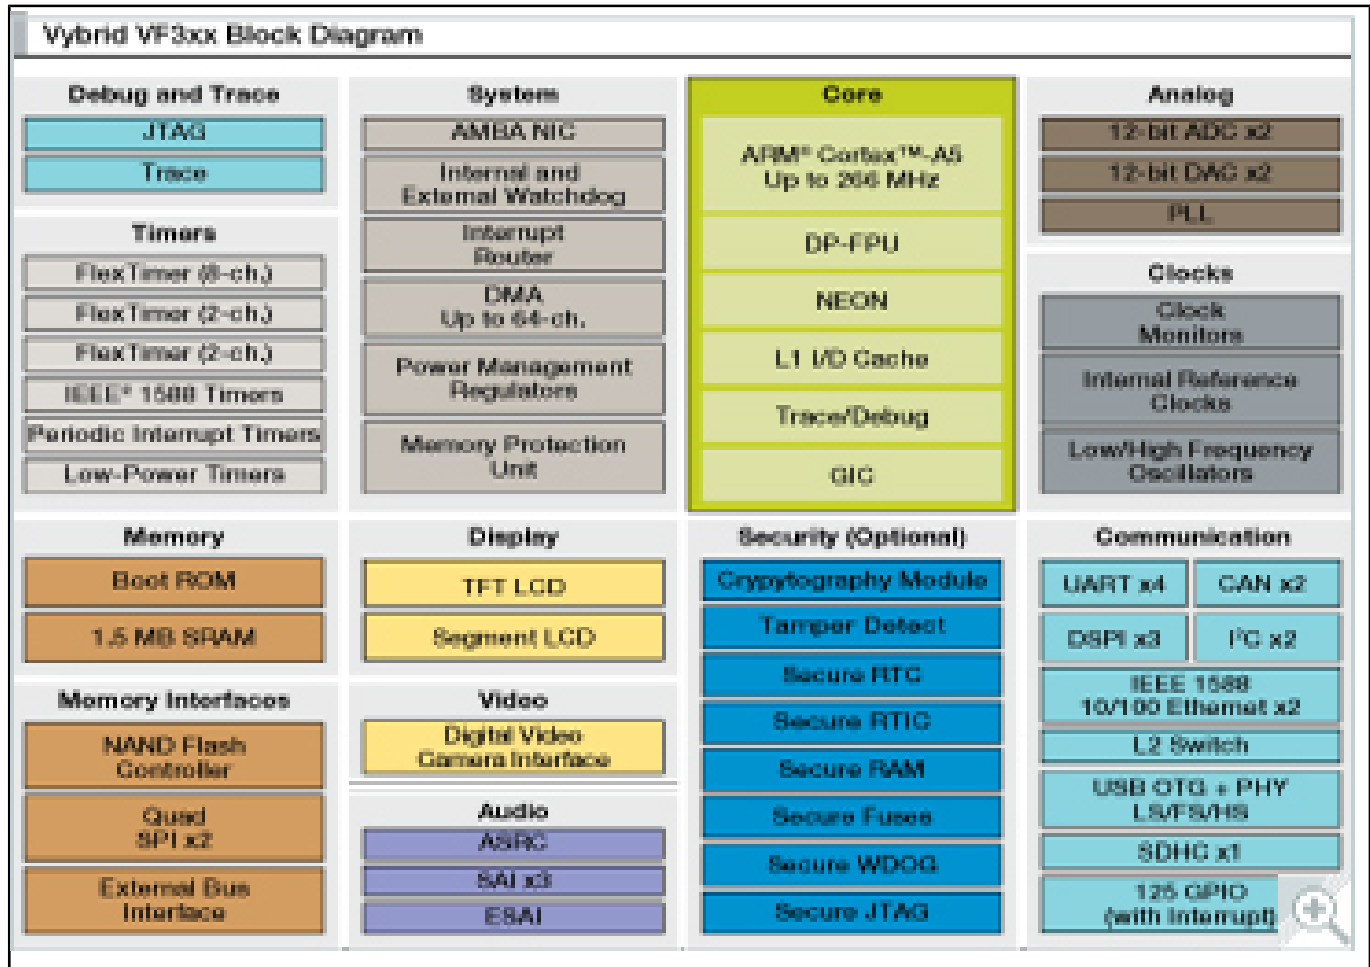 Vybrid VF3xx Block Diagram
Debug and Trace
JTAG
Trace
Timers
FlexTimer (8-ch.)
FlexTimer (2-ch.)
FlexTimer (2-ch.)
IEEE® 1588 Timers
Periodic Interrupt Timers
Low-Power Timers
System
AMBA NIC
Internal and
External Watchdog
Interrupt
Router
DMA
Up to 64-ch.
Power Management
Regulators
Memory Protection
Unit
Core
ARM® Cortex™-A5
Up to 266 MHz
DP-FPU
NEON
L1 I/D Cache
Trace/Debug
GIC
Analog
12-bit ADC x2
12-bit DAC x2
PLL
Clocks
Clock
Monitors
Internal Reference
Clocks
Low/High Frequency
Oscillators
Memory
Boot ROM
1.5 MB SRAM
Memory Interfaces
NAND Flash
Controller
Quad
SPI x2
External Bus
Interface
Display
TFT LCD
Segment LCD
Video
Digital Video
Camera Interface
Audio
ASRC
SAI x3
ESAI
Security (Optional)
Crypytography Module
Tamper Detect
Secure RTC
Secure RTIC
Secure RAM
Secure Fuses
Secure WDOG
Secure JTAG
Communication
UART x4
CAN x2
DSPI x3
I²C x2
IEEE 1588
10/100 Ethernet x2
L2 Switch
USB OTG + PHY
LS/FS/HS
SDHC x1
125 GPIO
(with Interrupt)